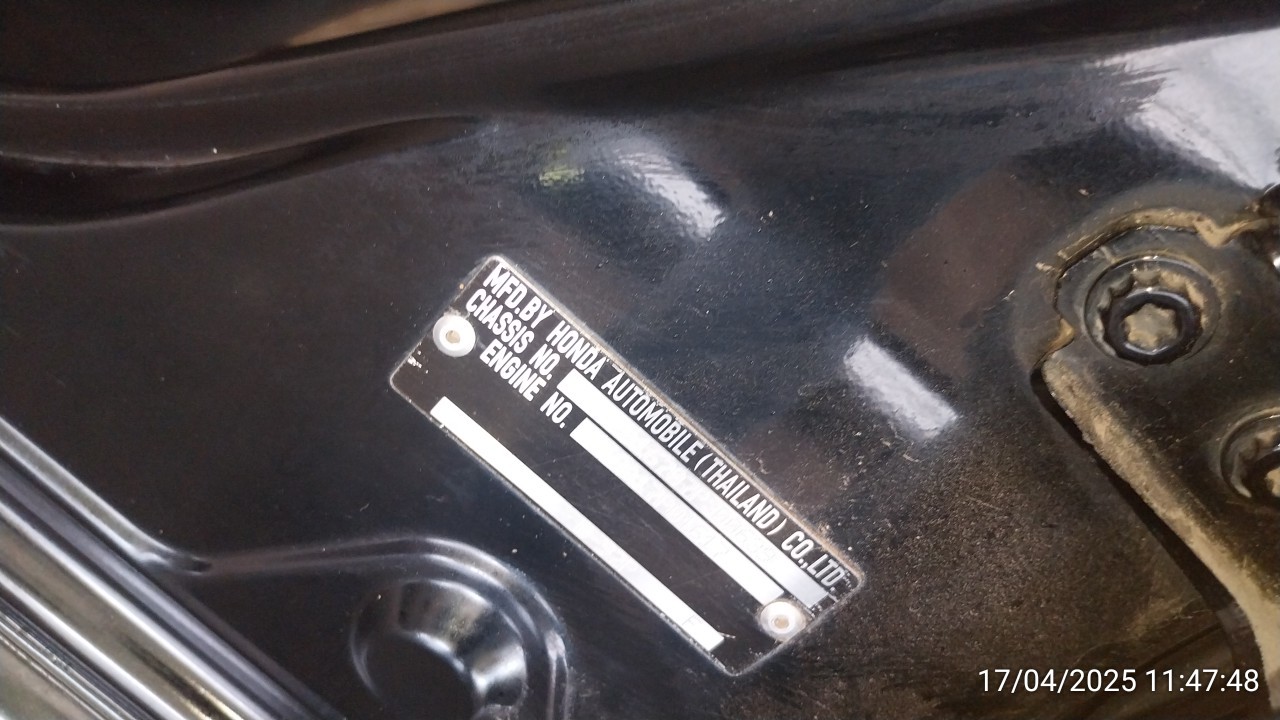 MFD.BY HONDA AUTOMOBILE (THAILAND) CO.,LTD
CHASSIS NO.
ENGINE NO.
17/04/2025 11:47:48